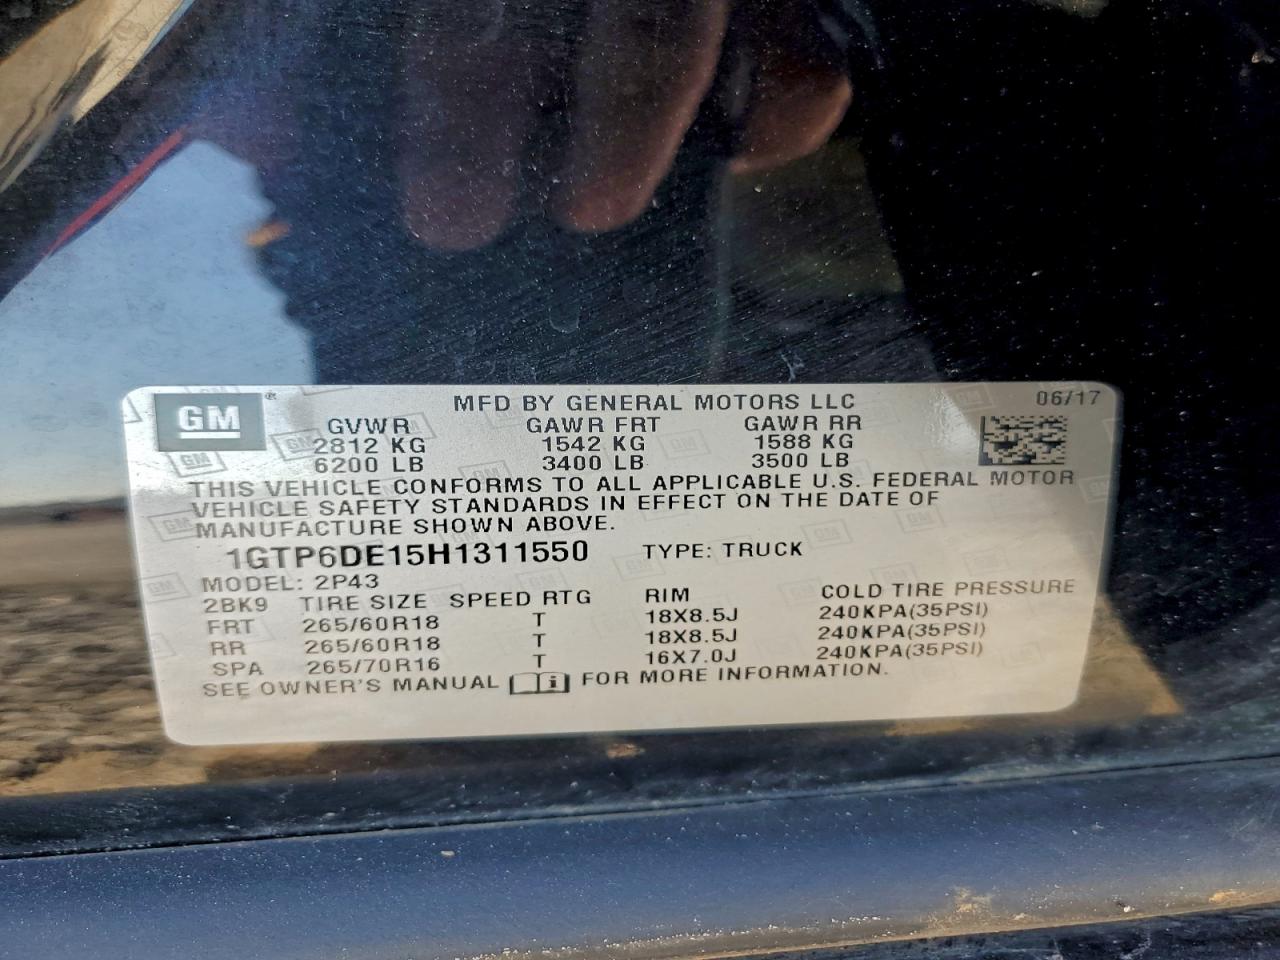 GM® MFD BY GENERAL MOTORS LLC 06/17
GVWR GAWR FRT GAWR RR
2812 KG 1542 KG 1588 KG
6200 LB 3400 LB 3500 LB
THIS VEHICLE CONFORMS TO ALL APPLICABLE U.S. FEDERAL MOTOR
VEHICLE SAFETY STANDARDS IN EFFECT ON THE DATE OF
MANUFACTURE SHOWN ABOVE.
1GTP6DE15H1311550 TYPE: TRUCK
MODEL: 2P43
2BK9 TIRE SIZE SPEED RTG RIM COLD TIRE PRESSURE
FRT 265/60R18 T 18X8.5J 240KPA(35PSI)
RR 265/60R18 T 18X8.5J 240KPA(35PSI)
SPA 265/70R16 T 16X7.0J 240KPA(35PSI)
SEE OWNER'S MANUAL FOR MORE INFORMATION.